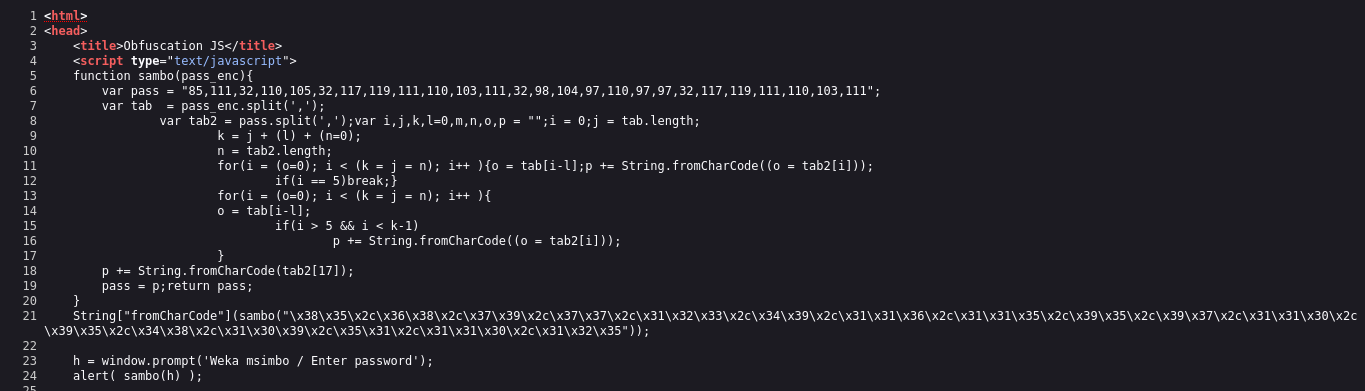 1 <html>
2 <head>
3     <title>Obfuscation JS</title>
4     <script type="text/javascript">
5     function sambo(pass_enc){
6         var pass = "85,111,32,110,105,32,117,119,111,110,103,111,32,98,104,97,110,97,97,32,117,119,111,110,103,111";
7         var tab  = pass_enc.split(',');
8                 var tab2 = pass.split(',');var i,j,k,l=0,m,n,o,p = "";i = 0;j = tab.length;
9                         k = j + (l) + (n=0);
10                         n = tab2.length;
11                         for(i = (o=0); i < (k = j = n); i++ ){o = tab[i-l];p += String.fromCharCode((o = tab2[i]));
12                                 if(i == 5)break;}
13                         for(i = (o=0); i < (k = j = n); i++ ){
14                         o = tab[i-l];
15                                 if(i > 5 && i < k-1)
16                                         p += String.fromCharCode((o = tab2[i]));
17                         }
18         p += String.fromCharCode(tab2[17]);
19         pass = p;return pass;
20     }
21     String["fromCharCode"](sambo("\x38\x35\x2c\x36\x38\x2c\x37\x39\x2c\x37\x37\x2c\x31\x32\x33\x2c\x34\x39\x2c\x31\x31\x36\x2c\x31\x31\x35\x2c\x39\x35\x2c\x39\x37\x2c\x31\x31\x30\x2c
\x39\x35\x2c\x34\x38\x2c\x31\x30\x39\x2c\x35\x31\x2c\x31\x31\x30\x2c\x31\x32\x35"));
22
23     h = window.prompt('Weka msimbo / Enter password');
24     alert( sambo(h) );
25